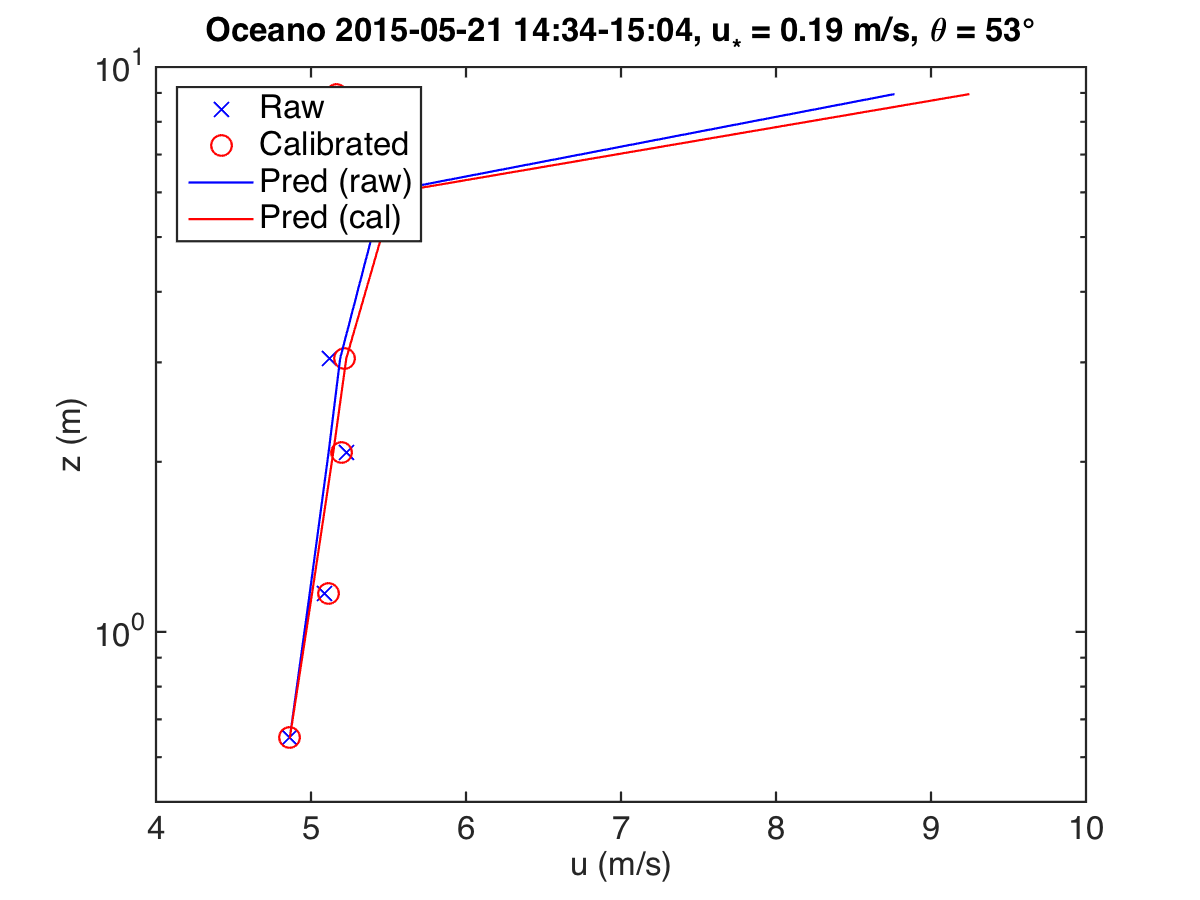 Oceano 2015-05-21 14:34-15:04, u* = 0.19 m/s, θ = 53°
10¹
Raw
Calibrated
Pred (raw)
Pred (cal)
z (m)
10⁰
4 5 6 7 8 9 10
u (m/s)